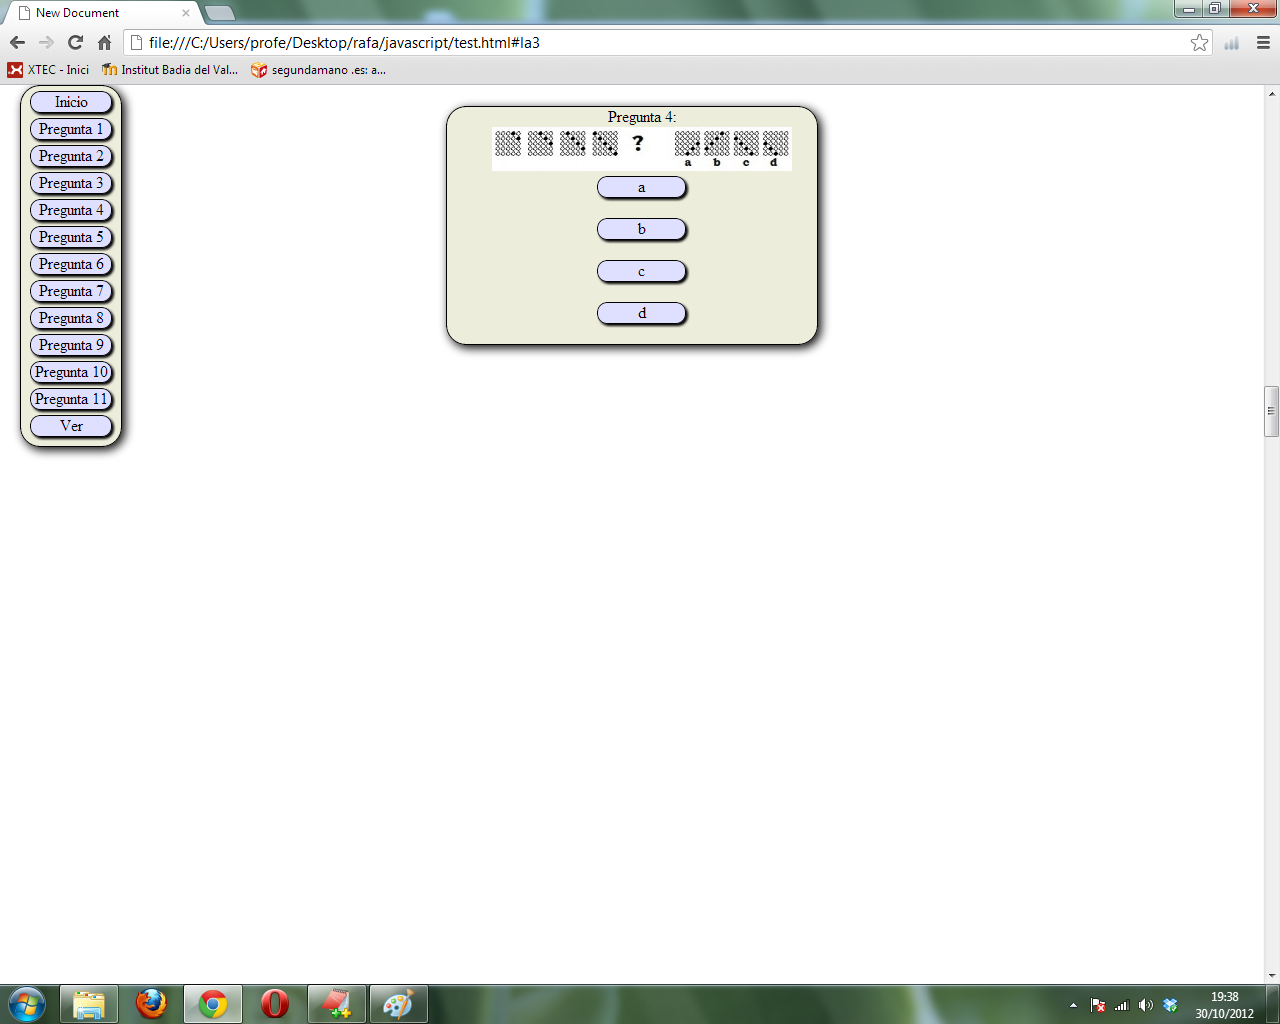 New Document
file:///C:/Users/profe/Desktop/rafa/javascript/test.html#la3
XTEC - Inici
Institut Badia del Val...
segundamano .es: a...
Inicio
Pregunta 1
Pregunta 2
Pregunta 3
Pregunta 4
Pregunta 5
Pregunta 6
Pregunta 7
Pregunta 8
Pregunta 9
Pregunta 10
Pregunta 11
Ver
Pregunta 4:
?
a b c d
a
b
c
d
19:38
30/10/2012